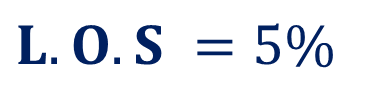 L. O. S = 5%